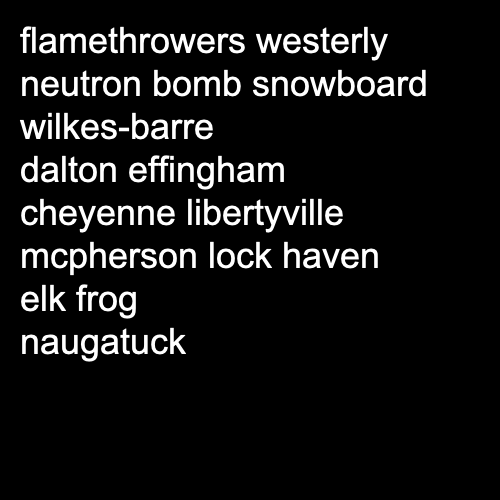 flamethrowers westerly
neutron bomb snowboard
wilkes-barre
dalton effingham
cheyenne libertyville
mcpherson lock haven
elk frog
naugatuck